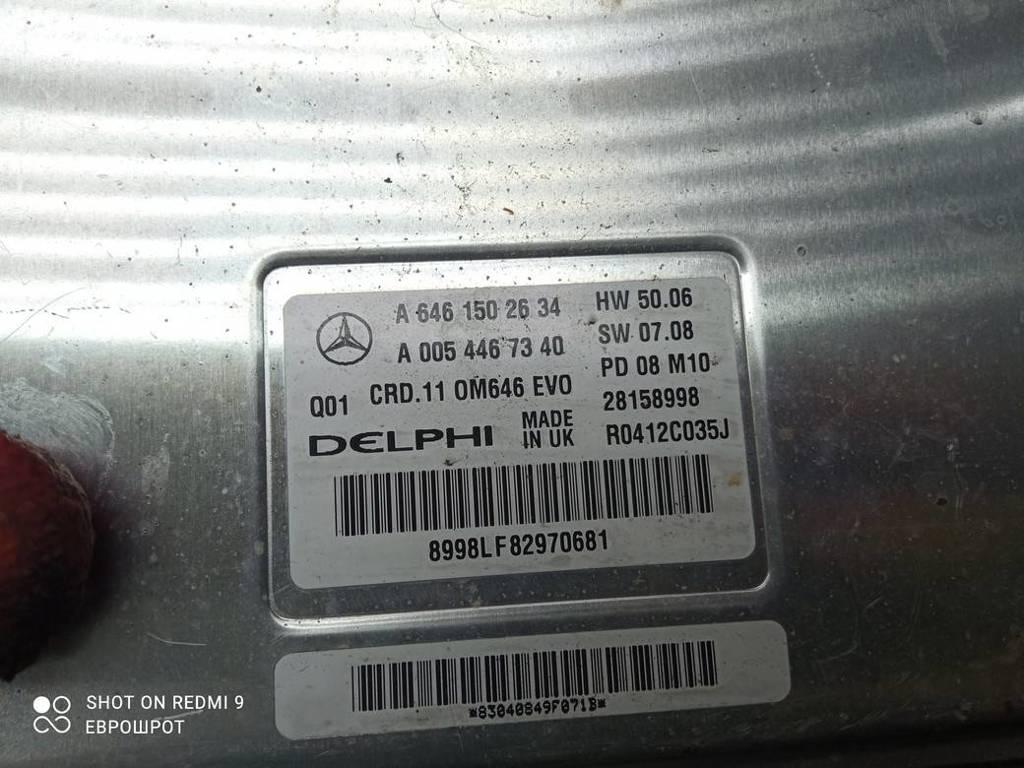 A 646 150 26 34
HW 50.06
A 005 446 73 40
SW 07.08
Q01
CRD.11 OM646 EVO
PD 08 M10
28158998
DELPHI
MADE
IN UK
R0412C035J
8998LF82970681
*83040849F071B*
SHOT ON REDMI 9
ЕВРОШРОТ